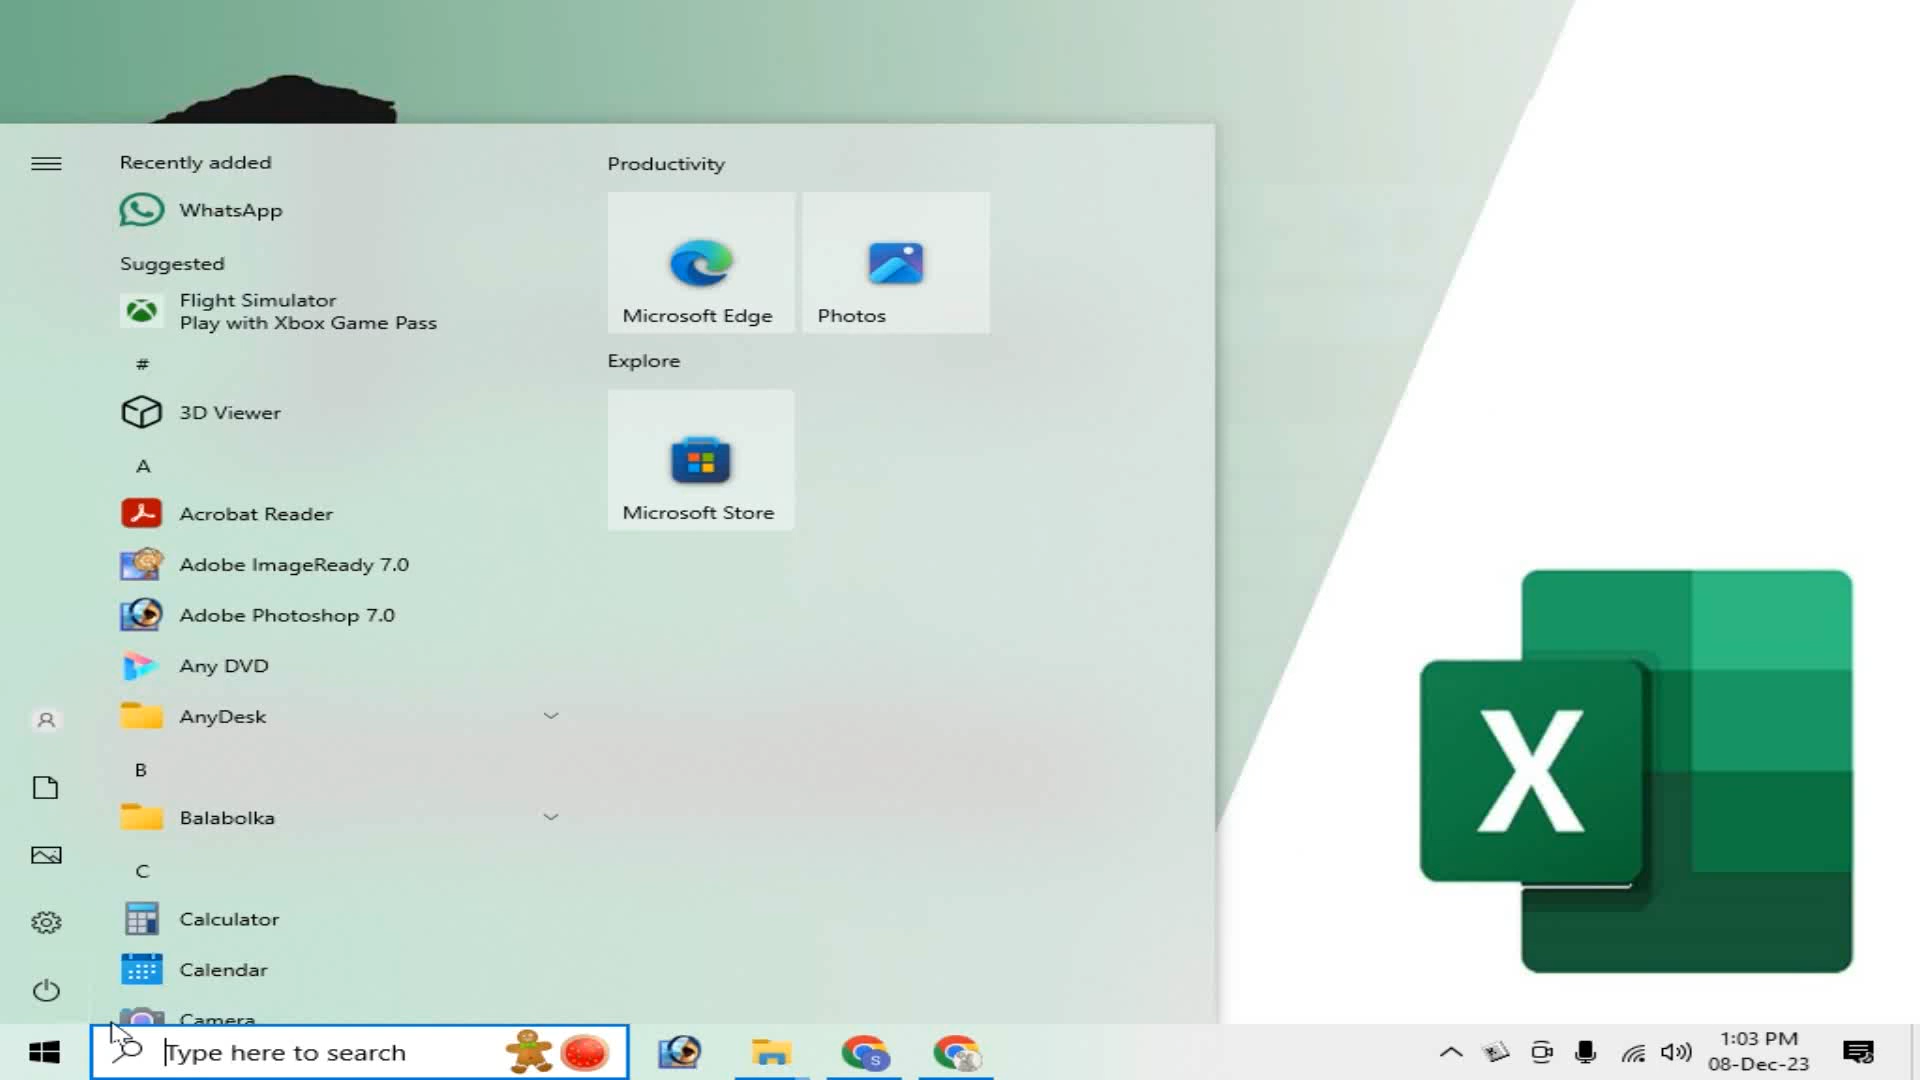 Recently added
WhatsApp
Suggested
Flight Simulator
Play with Xbox Game Pass
#
3D Viewer
A
Acrobat Reader
Adobe ImageReady 7.0
Adobe Photoshop 7.0
Any DVD
AnyDesk
B
Balabolka
C
Calculator
Calendar
Camera
Productivity
Microsoft Edge
Photos
Explore
Microsoft Store
X
Type here to search
S
1:03 PM
08-Dec-23